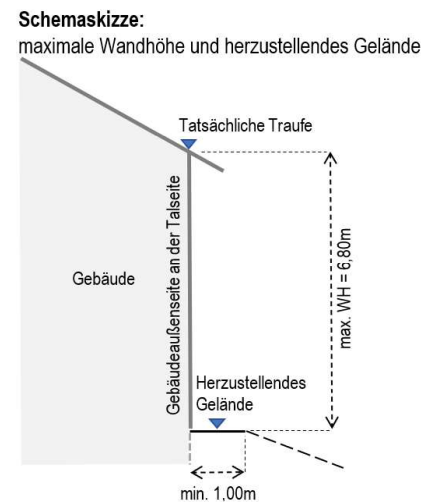 Schemaskizze:
maximale Wandhöhe und herzustellendes Gelände
Tatsächliche Traufe
Gebäudeaußenseite an der Talseite
max. WH = 6,80m
Gebäude
Herzustellendes
Gelände
min. 1,00m